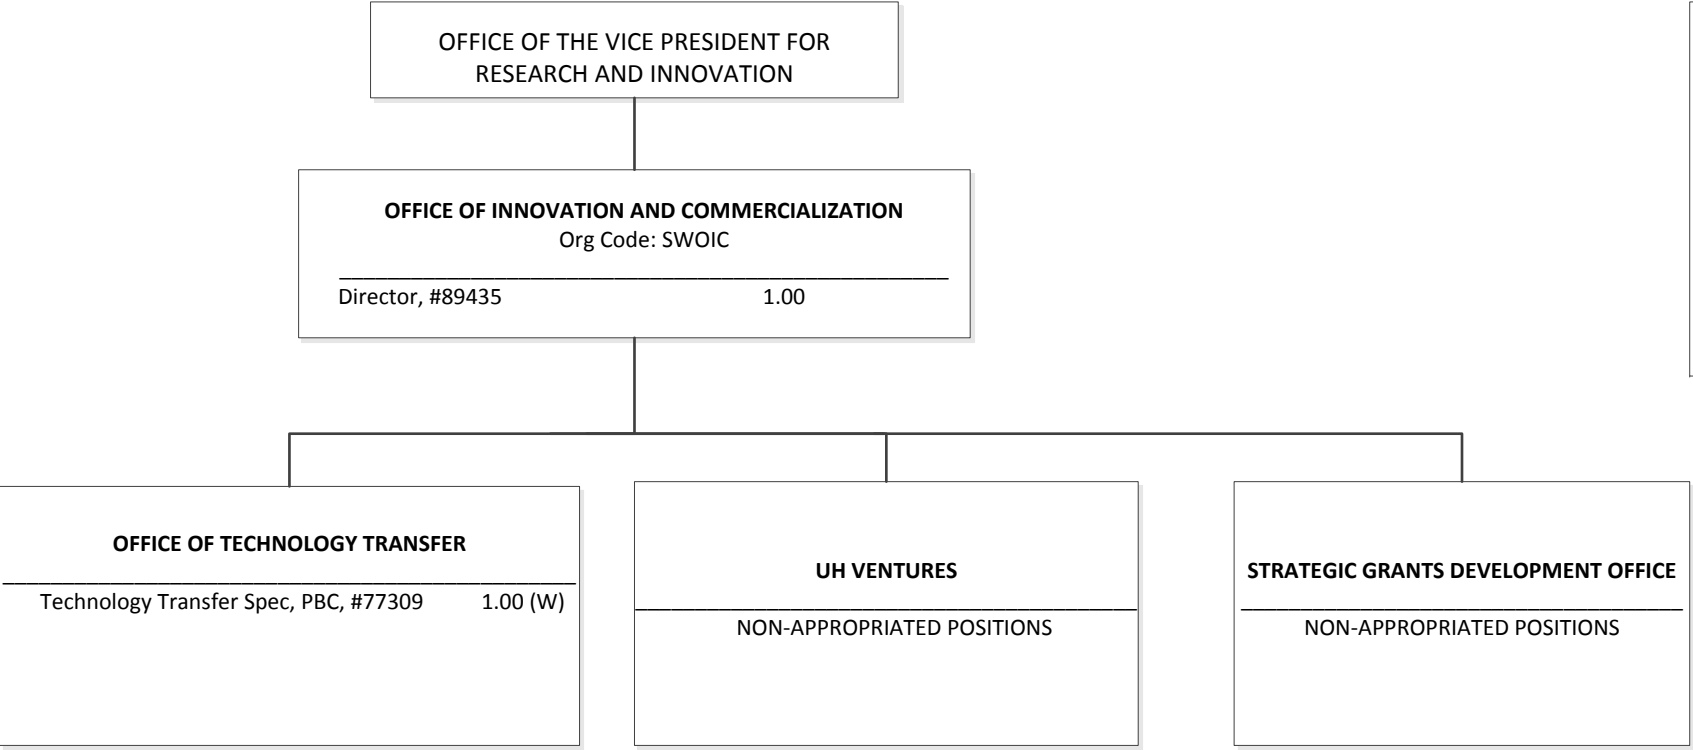 OFFICE OF THE VICE PRESIDENT FOR
RESEARCH AND INNOVATION
OFFICE OF INNOVATION AND COMMERCIALIZATION
Org Code: SWOIC
Director, #89435 1.00
OFFICE OF TECHNOLOGY TRANSFER
Technology Transfer Spec, PBC, #77309 1.00 (W)
UH VENTURES
NON-APPROPRIATED POSITIONS
STRATEGIC GRANTS DEVELOPMENT OFFICE
NON-APPROPRIATED POSITIONS